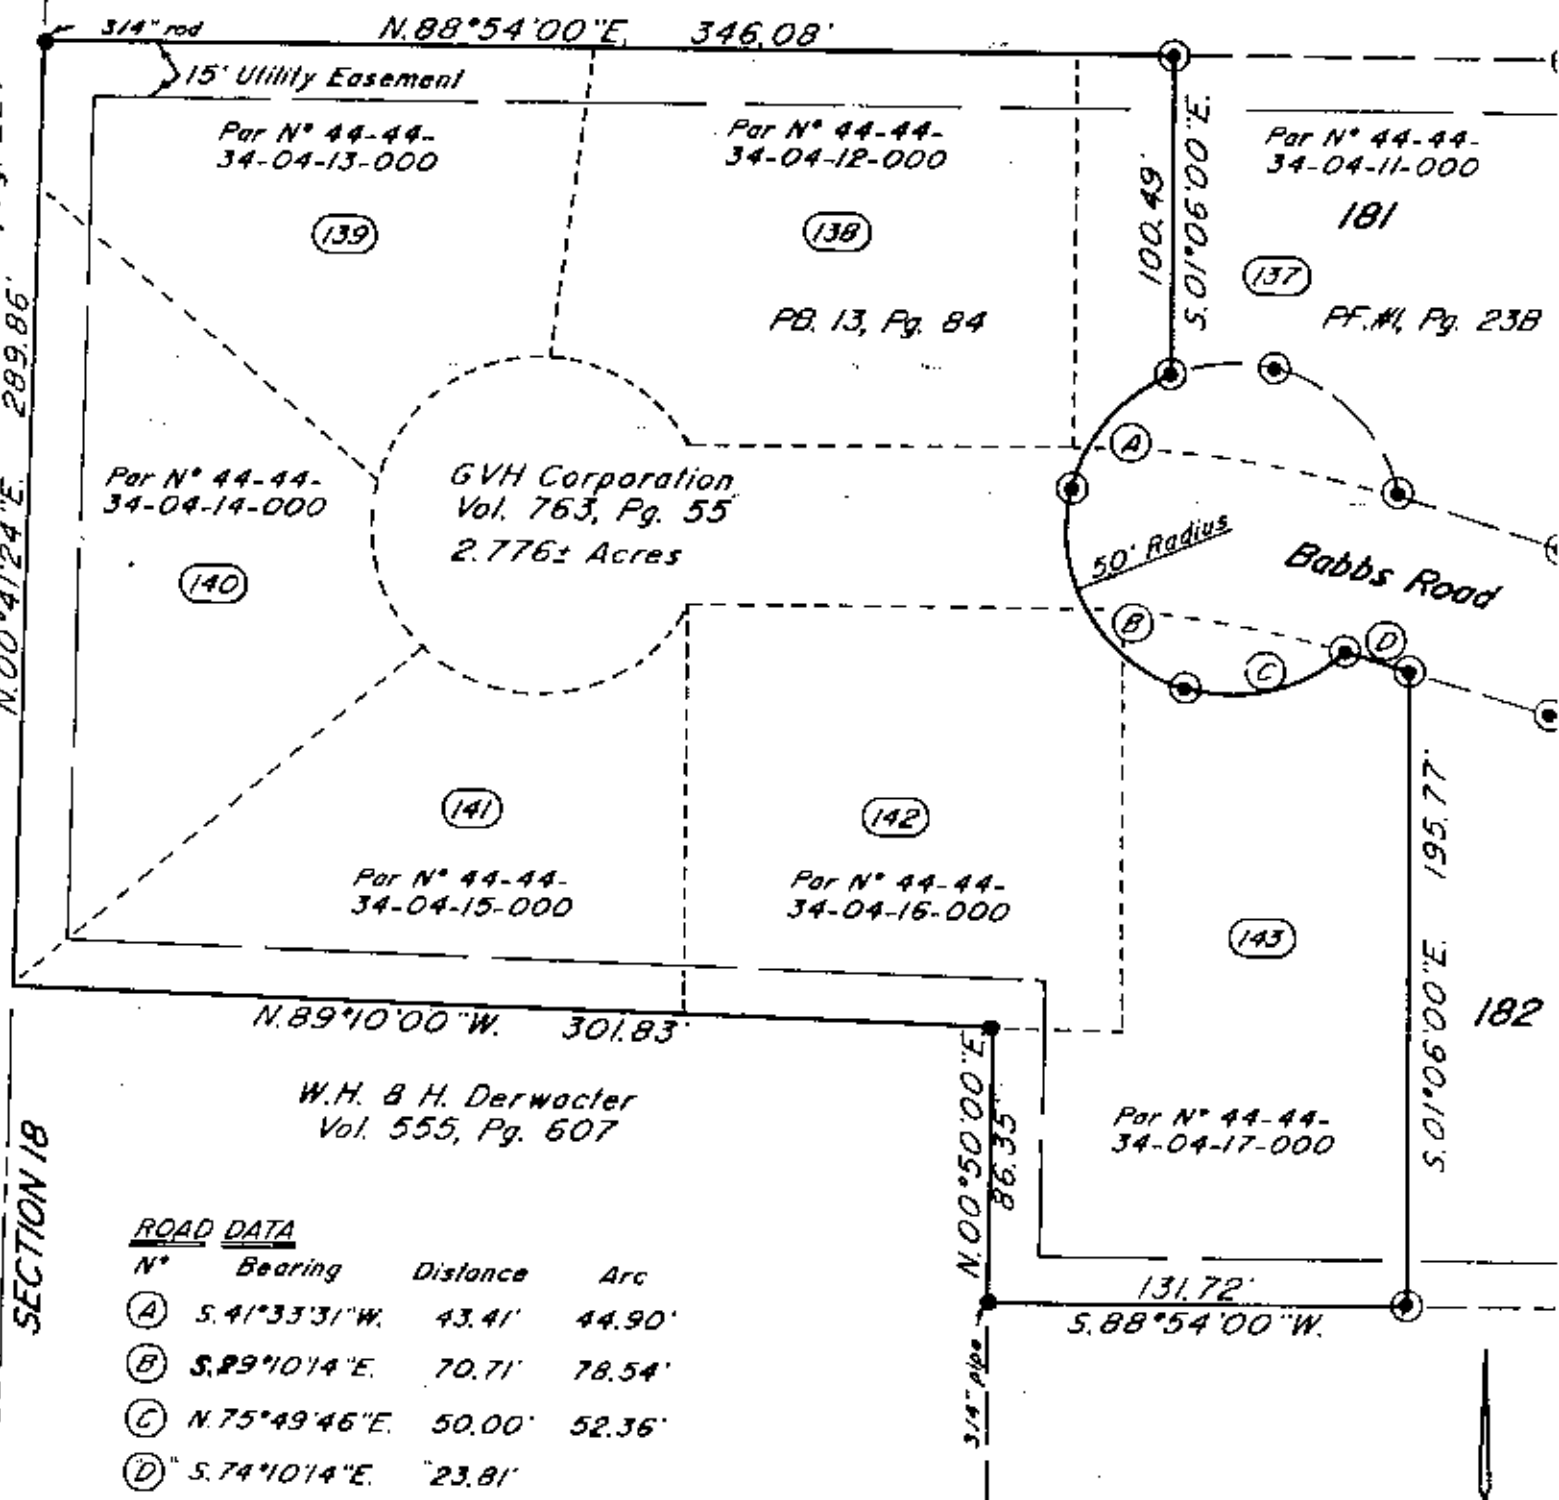 3/4" rod
N.88°54'00"E. 346.08'
15' Utility Easement
Par N° 44-44-
34-04-13-000
139
Par N° 44-44-
34-04-12-000
138
PB. 13, Pg. 84
100.49'
S.01°06'00"E.
Par N° 44-44-
34-04-11-000
181
137
PF.#1, Pg. 23B
N.00°41'24"E. 289.86'
Par N° 44-44-
34-04-14-000
140
GVH Corporation
Vol. 763, Pg. 55
2.776± Acres
A
50' Radius
Babbs Road
B
C
D
141
Par N° 44-44-
34-04-15-000
142
Par N° 44-44-
34-04-16-000
143
S.01°06'00"E. 195.77'
182
N.89°10'00"W. 301.83'
W.H. & H. Derwacter
Vol. 555, Pg. 607
N.00°50'00"E.
86.35
Par N° 44-44-
34-04-17-000
131.72'
S.88°54'00"W.
3/4" pipe
SECTION 18
ROAD DATA
N° Bearing Distance Arc
A S.41°33'31"W. 43.41' 44.90'
B S.29°10'14"E. 70.71' 78.54'
C N.75°49'46"E. 50.00' 52.36'
D S.74°10'14"E. 23.81'